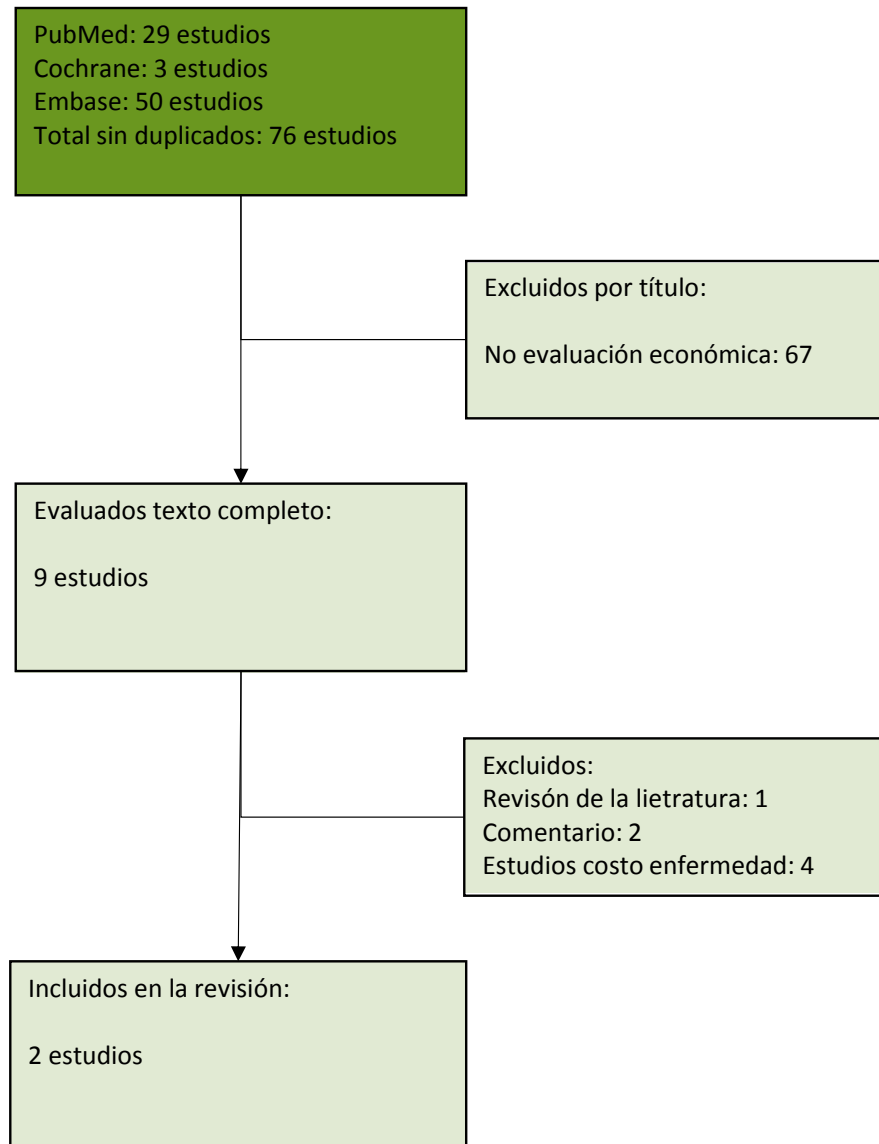 PubMed: 29 estudios
Cochrane: 3 estudios
Embase: 50 estudios
Total sin duplicados: 76 estudios
Excluidos por título:
No evaluación económica: 67
Evaluados texto completo:
9 estudios
Excluidos:
Revisón de la lietratura: 1
Comentario: 2
Estudios costo enfermedad: 4
Incluidos en la revisión:
2 estudios